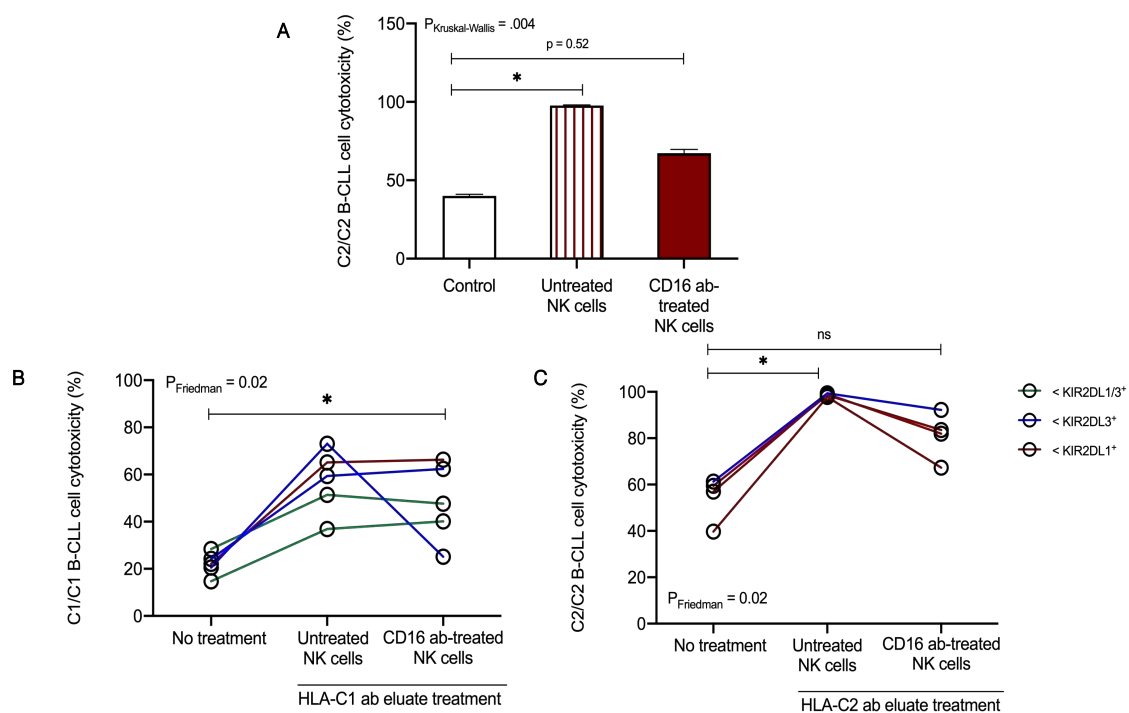 A
C2/C2 B-CLL cell cytotoxicity (%)
150
100
50
0
P Kruskal-Wallis = .004
p = 0.52
*
Control
Untreated
NK cells
CD16 ab-
treated
NK cells
B
C1/C1 B-CLL cell cytotoxicity (%)
100
80
60
40
20
0
P Friedman = 0.02
*
No treatment
Untreated
NK cells
CD16 ab-treated
NK cells
HLA-C1 ab eluate treatment
C
C2/C2 B-CLL cell cytotoxicity (%)
100
80
60
40
20
0
ns
*
P Friedman = 0.02
No treatment
Untreated
NK cells
CD16 ab-treated
NK cells
HLA-C2 ab eluate treatment
< KIR2DL1/3+
< KIR2DL3+
< KIR2DL1+